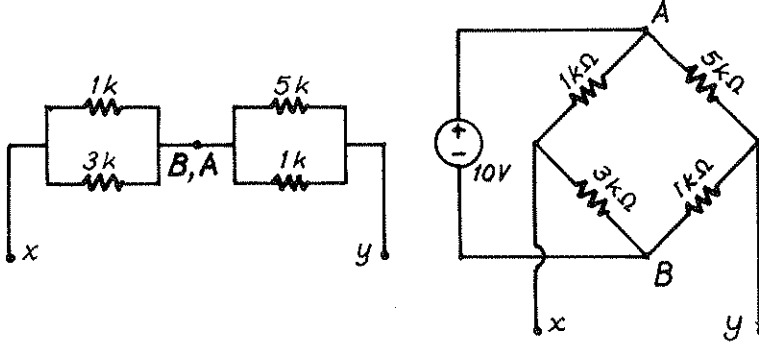 1k
3k
B, A
5k
1k
x
y
A
1kΩ
5kΩ
+
-
10V
3kΩ
1kΩ
B
x
y